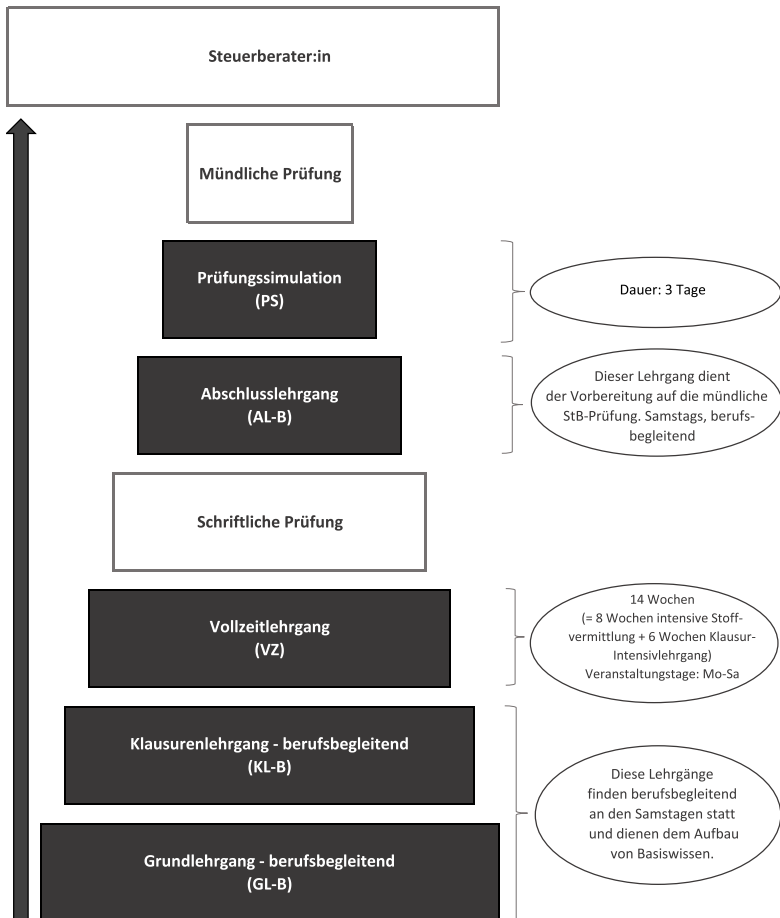 Steuerberater:in
Mündliche Prüfung
Prüfungssimulation
(PS)
Dauer: 3 Tage
Abschlusslehrgang
(AL-B)
Dieser Lehrgang dient
der Vorbereitung auf die mündliche
StB-Prüfung. Samstags, berufs-
begleitend
Schriftliche Prüfung
Vollzeitlehrgang
(VZ)
14 Wochen
(= 8 Wochen intensive Stoff-
vermittlung + 6 Wochen Klausur-
Intensivlehrgang)
Veranstaltungstage: Mo-Sa
Klausurenlehrgang - berufsbegleitend
(KL-B)
Grundlehrgang - berufsbegleitend
(GL-B)
Diese Lehrgänge
finden berufsbegleitend
an den Samstagen statt
und dienen dem Aufbau
von Basiswissen.